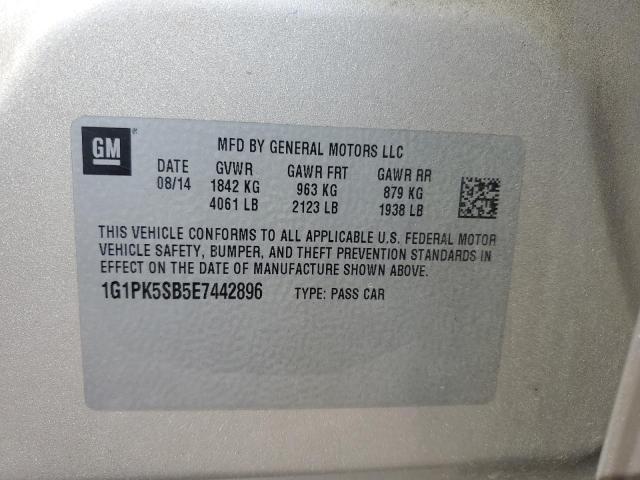 GM®
MFD BY GENERAL MOTORS LLC
DATE GVWR GAWR FRT GAWR RR
08/14 1842 KG 963 KG 879 KG
4061 LB 2123 LB 1938 LB
THIS VEHICLE CONFORMS TO ALL APPLICABLE U.S. FEDERAL MOTOR
VEHICLE SAFETY, BUMPER, AND THEFT PREVENTION STANDARDS IN
EFFECT ON THE DATE OF MANUFACTURE SHOWN ABOVE.
1G1PK5SB5E7442896 TYPE: PASS CAR